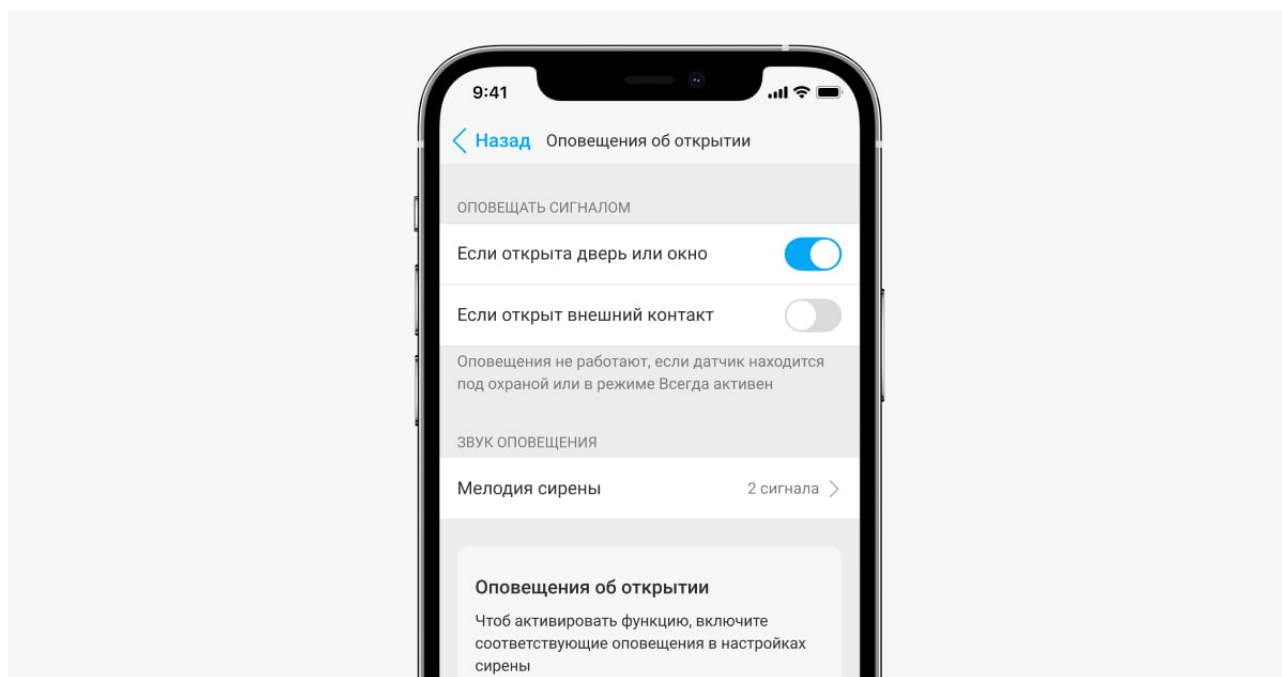 9:41
Назад Оповещения об открытии
ОПОВЕЩАТЬ СИГНАЛОМ
Если открыта дверь или окно
Если открыт внешний контакт
Оповещения не работают, если датчик находится
под охраной или в режиме Всегда активен
ЗВУК ОПОВЕЩЕНИЯ
Мелодия сирены 2 сигнала
Оповещения об открытии
Чтоб активировать функцию, включите
соответствующие оповещения в настройках
сирены